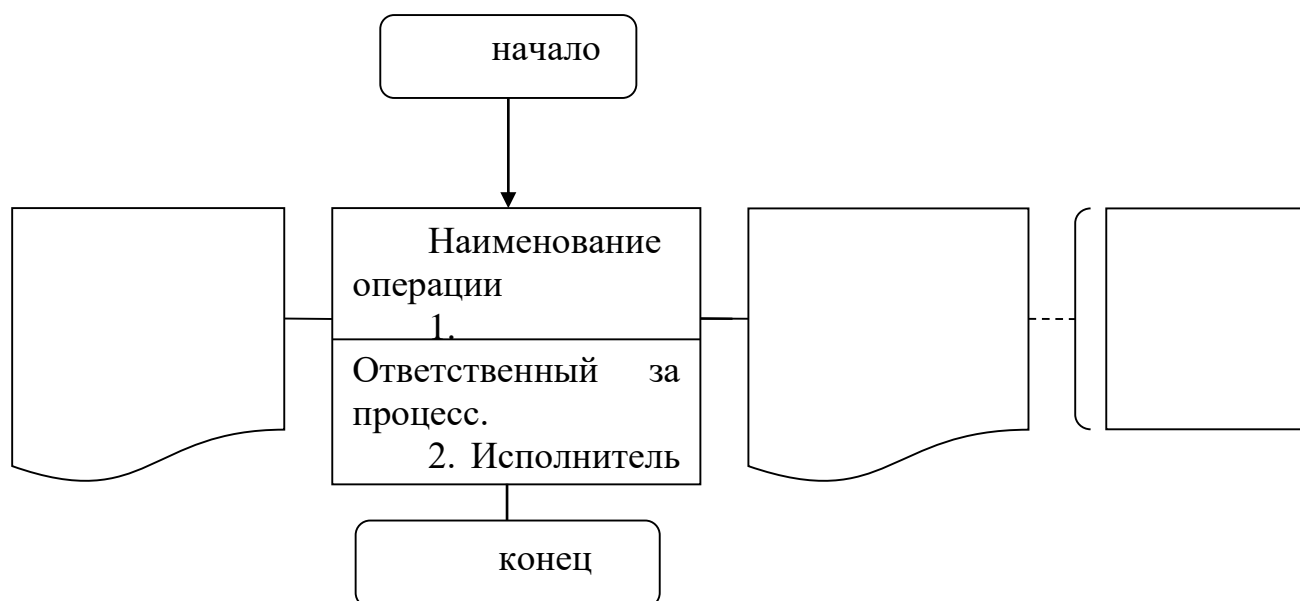 начало
Наименование
операции
1.
Ответственный за
процесс.
2. Исполнитель
конец